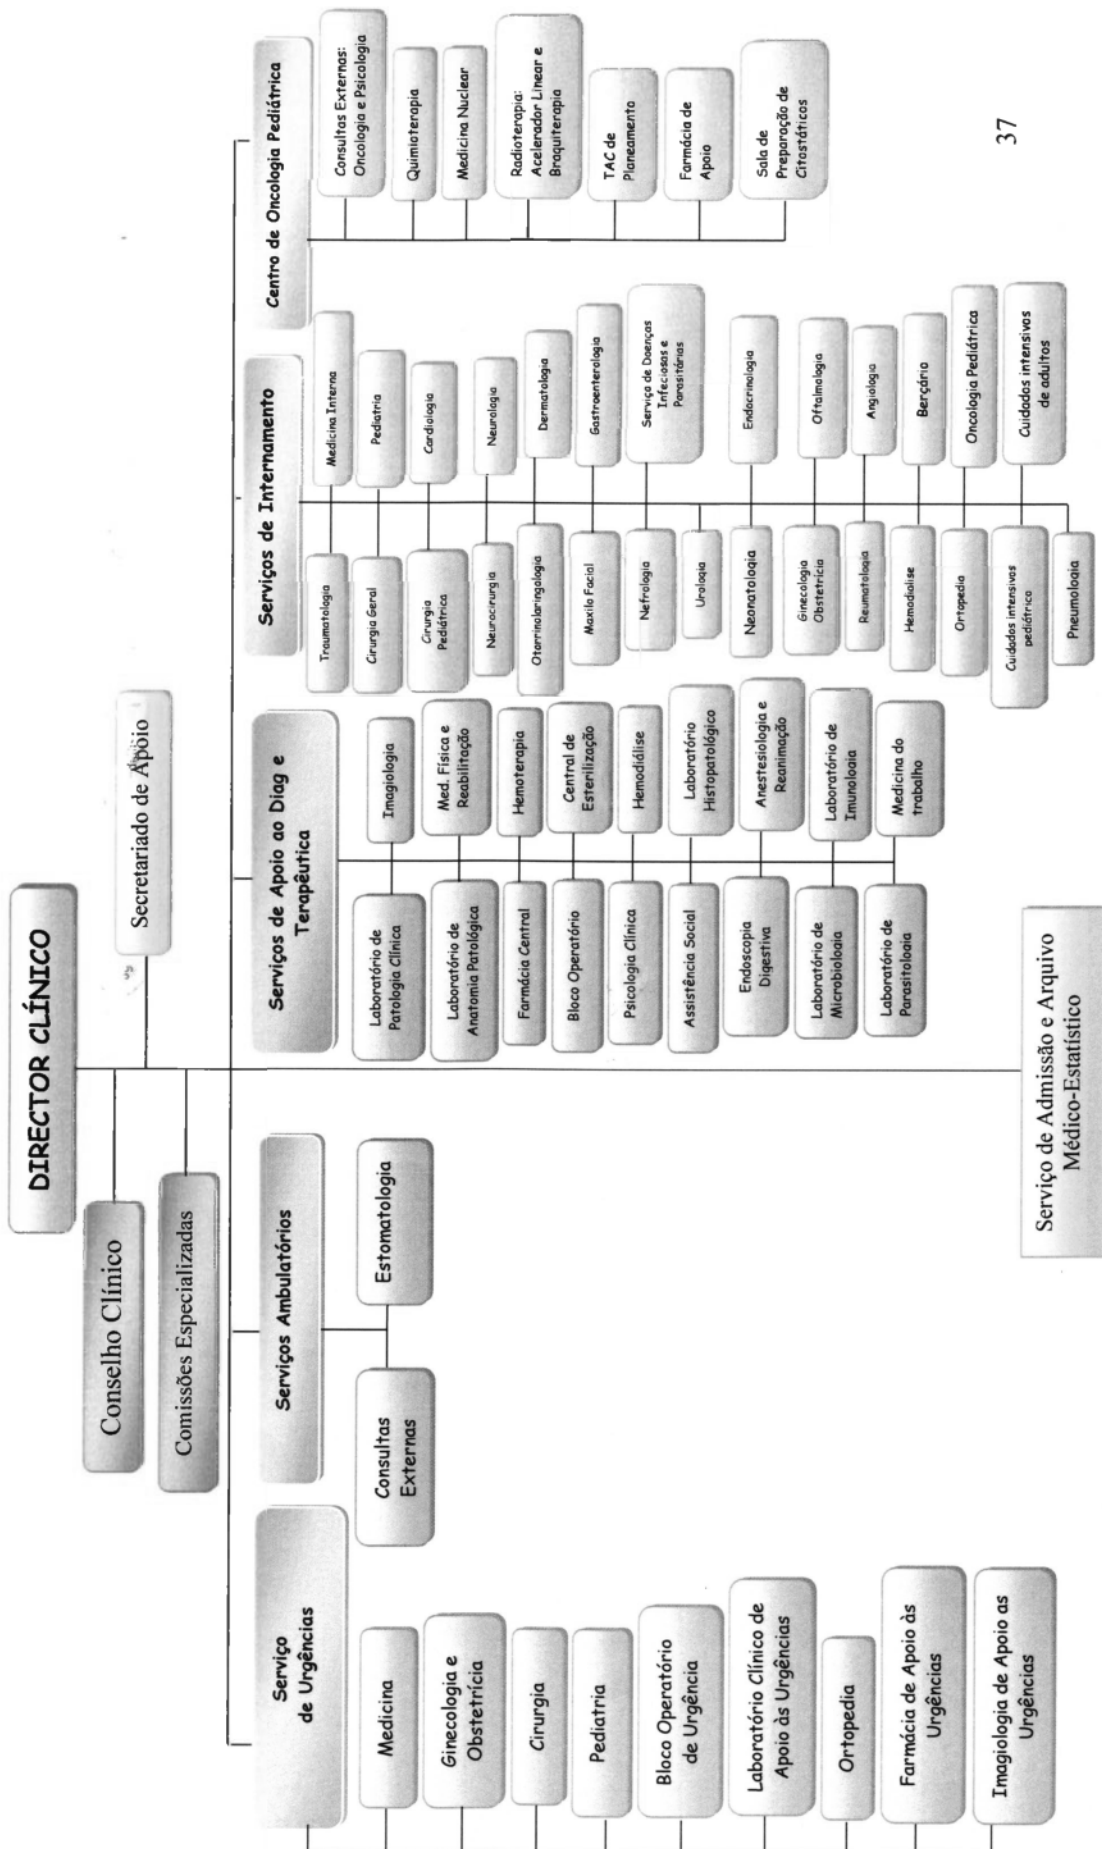 DIRECTOR CLÍNICO
Conselho Clínico
Secretariado de Apoio
Comissões Especializadas
Serviço
de Urgências
Medicina
Ginecologia e
Obstetrícia
Cirurgia
Pediatria
Bloco Operatório
de Urgência
Laboratório Clínico de
Apoio às Urgências
Ortopedia
Farmácia de Apoio às
Urgências
Imagiologia de Apoio as
Urgências
Serviços Ambulatórios
Consultas
Externas
Estomatologia
Serviços de Apoio ao Diag e
Terapêutica
Laboratório de
Patologia Clínica
Imagiologia
Laboratório de
Anatomia Patológica
Med. Física e
Reabilitação
Farmácia Central
Hemoterapia
Bloco Operatório
Central de
Esterilização
Psicologia Clínica
Hemodiálise
Assistência Social
Laboratório
Histopatológico
Endoscopia
Digestiva
Anestesiologia e
Reanimação
Laboratório de
Microbiologia
Laboratório de
Imunologia
Laboratório de
Parasitologia
Medicina do
trabalho
Serviços de Internamento
Traumatologia
Medicina Interna
Cirurgia Geral
Pediatria
Cirurgia
Pediátrica
Cardiologia
Neurocirurgia
Neurologia
Otorrinolaringologia
Dermatologia
Maxilo Facial
Gastroenterologia
Nefrologia
Serviço de Doenças
Infeciosas e
Parasitárias
Urologia
Neonatologia
Endocrinologia
Ginecologia
Obstetrícia
Oftalmologia
Reumatologia
Angiologia
Hemodialise
Berçário
Ortopedia
Oncologia Pediátrica
Cuidados intensivos
pediátrico
Cuidados intensivos
de adultos
Pneumologia
Centro de Oncologia Pediátrica
Consultas Externas:
Oncologia e Psicologia
Quimioterapia
Medicina Nuclear
Radioterapia:
Acelerador Linear e
Braquiterapia
TAC de
Planeamento
Farmácia de
Apoio
Sala de
Preparação de
Citostáticos
Serviço de Admissão e Arquivo
Médico-Estatístico
37